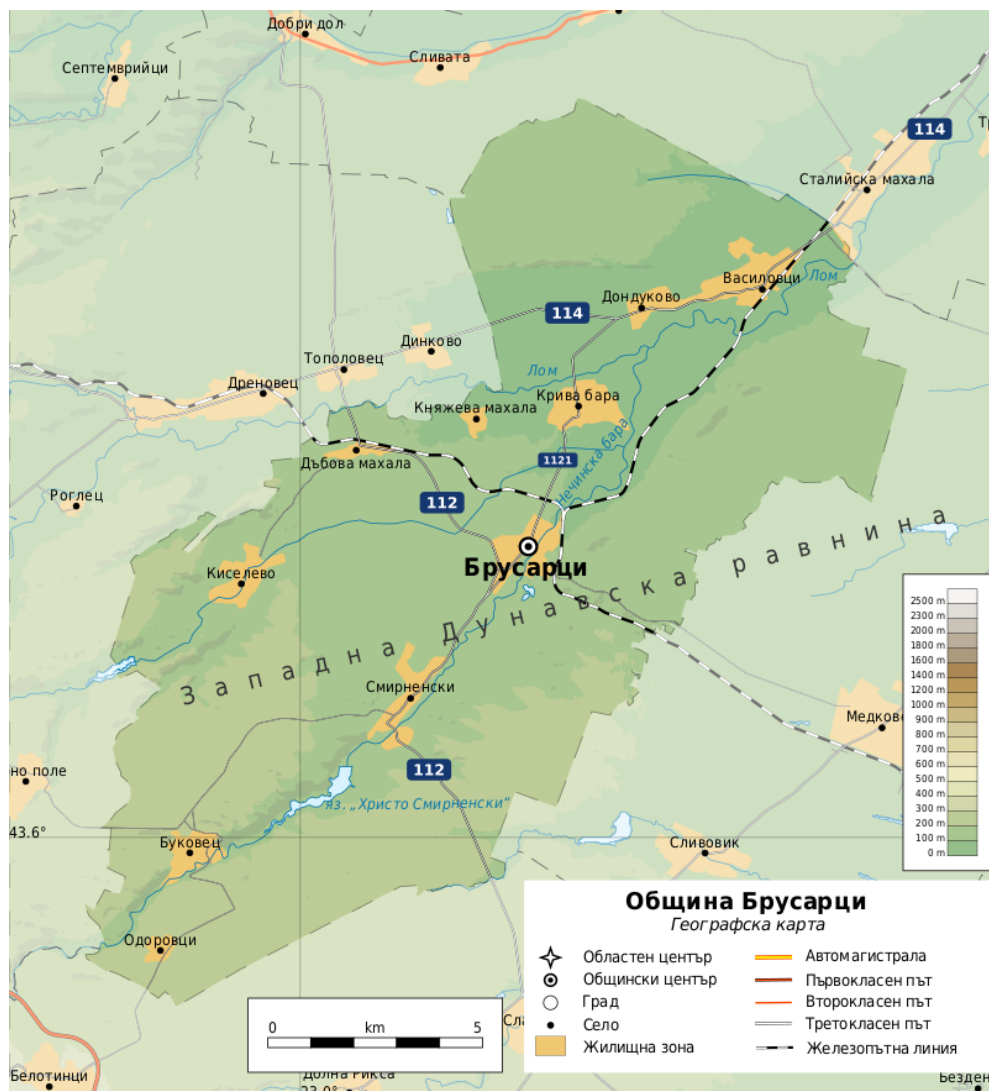 Добри дол
Сливата
Септемврийци
114
Сталийска махала
Василовци
Лом
Дондуково
114
Динково
Тополовец
Лом
Дреновец
Княжева махала
Крива бара
Дъбова махала
1121
Нечинска бара
Роглец
112
Брусарци
Киселево
Западна Дунавска равнина
Смирненски
Медков
но поле
112
яз. „Христо Смирненски“
43.6°
Буковец
Сливовик
Одоровци
Белотинци
Долна Рикса
23.0°
Сла
Безден
2500 m
2300 m
2000 m
1800 m
1600 m
1400 m
1200 m
1000 m
900 m
800 m
700 m
600 m
500 m
400 m
300 m
200 m
100 m
0 m
Община Брусарци
Географска карта
Областен център
Общински център
Град
Село
Жилищна зона
Автомагистрала
Първокласен път
Второкласен път
Третокласен път
Железопътна линия
0 km 5